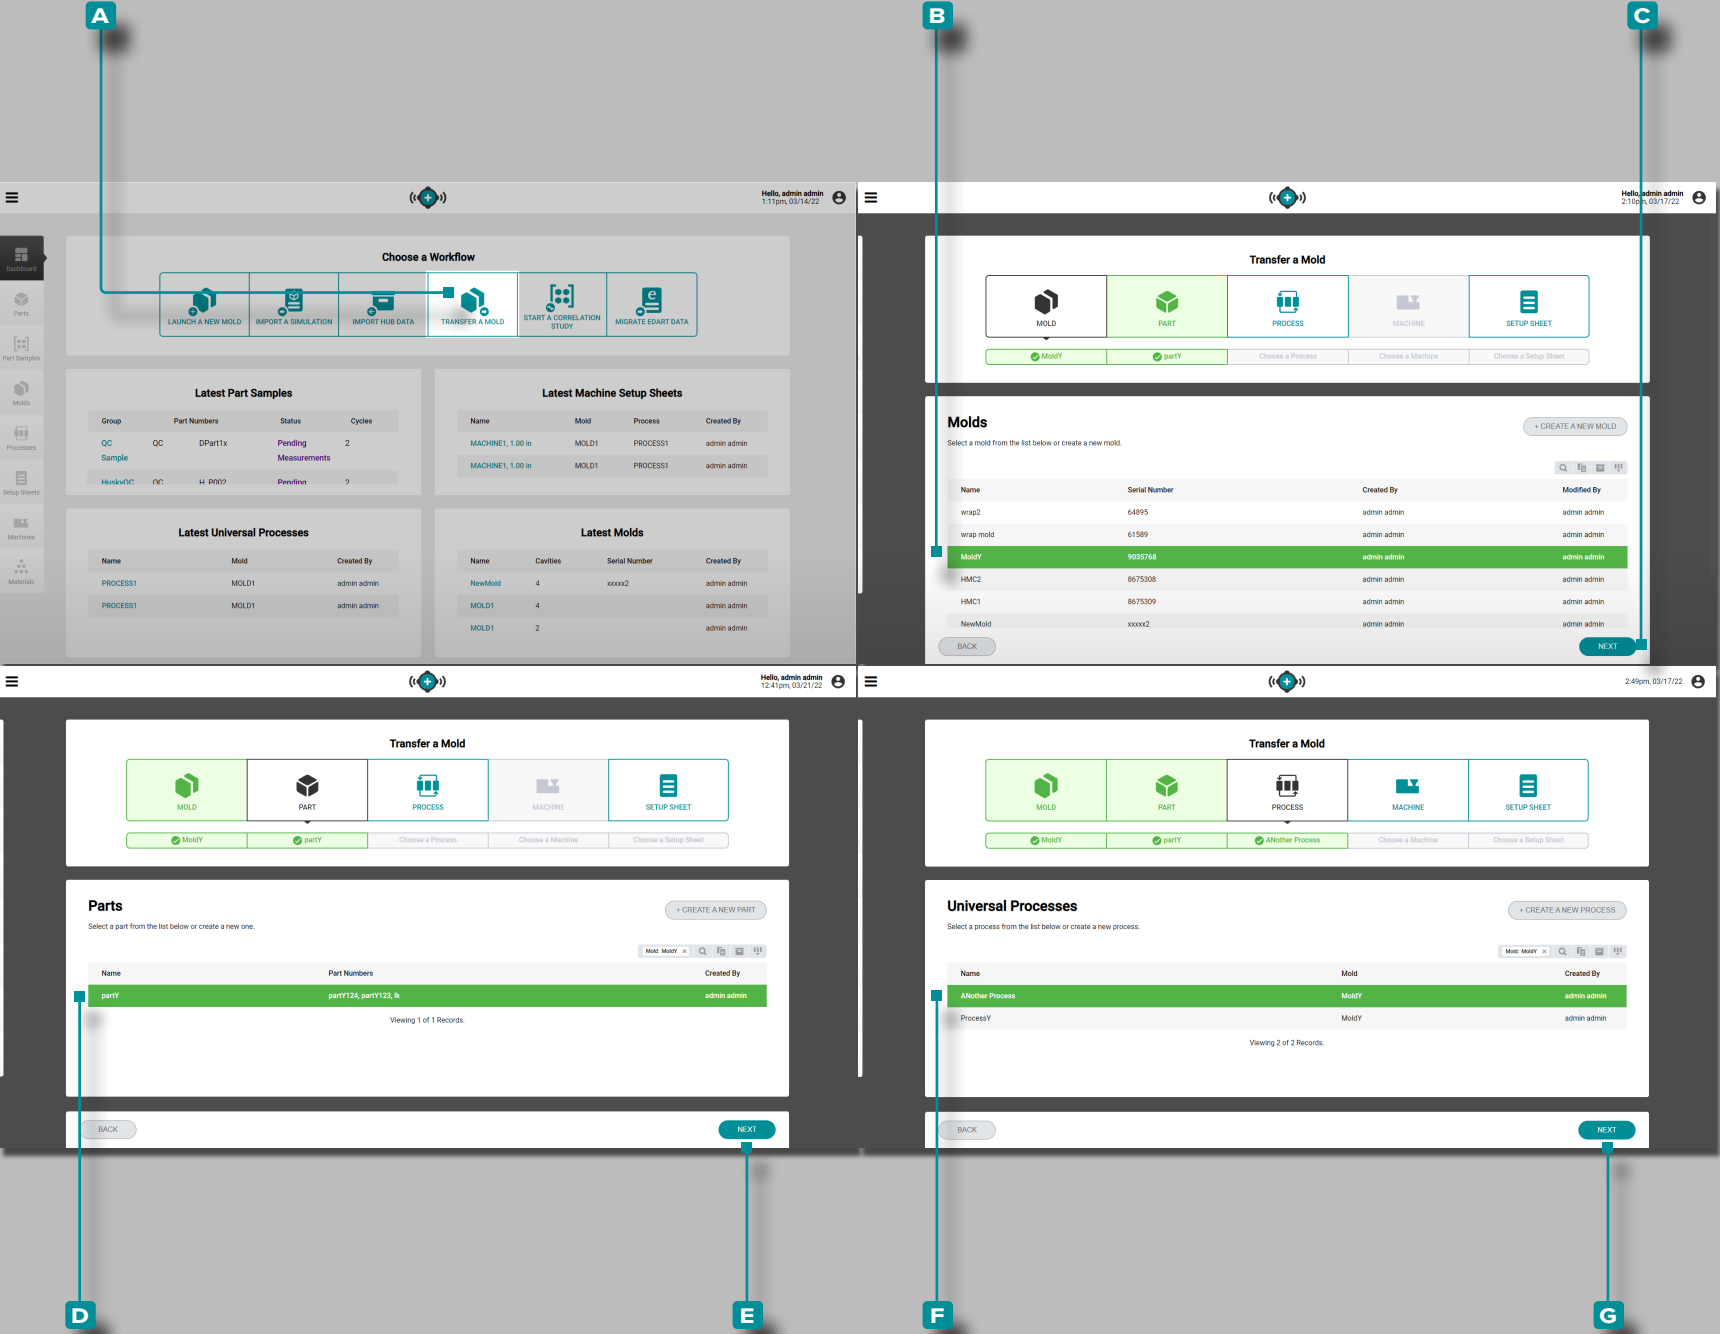 A
B
C
Hello, admin admin
1:11pm, 03/14/22
Dashboard
Parts
Part Samples
Molds
Processes
Setup Sheets
Machines
Materials
Choose a Workflow
LAUNCH A NEW MOLD
IMPORT A SIMULATION
IMPORT HUB DATA
TRANSFER A MOLD
START A CORRELATION
STUDY
MIGRATE EDART DATA
Latest Part Samples
Group Part Numbers Status Cycles
QC QC DPart1x Pending 2
Sample Measurements
HuskyQC QC H_P002 Pending 2
Latest Machine Setup Sheets
Name Mold Process Created By
MACHINE1, 1.00 in MOLD1 PROCESS1 admin admin
MACHINE1, 1.00 in MOLD1 PROCESS1 admin admin
Latest Universal Processes
Name Mold Created By
PROCESS1 MOLD1 admin admin
PROCESS1 MOLD1 admin admin
Latest Molds
Name Cavities Serial Number Created By
NewMold 4 xxxxx2 admin admin
MOLD1 4 admin admin
MOLD1 2 admin admin
Hello, admin admin
2:10pm, 03/17/22
Transfer a Mold
MOLD PART PROCESS MACHINE SETUP SHEET
MoldY partY Choose a Process Choose a Machine Choose a Setup Sheet
Molds
+ CREATE A NEW MOLD
Select a mold from the list below or create a new mold.
Name Serial Number Created By Modified By
wrap2 64895 admin admin admin admin
wrap mold 61589 admin admin admin admin
MoldY 9035768 admin admin admin admin
HMC2 8675308 admin admin admin admin
HMC1 8675309 admin admin admin admin
NewMold xxxxx2 admin admin admin admin
BACK NEXT
Hello, admin admin
12:41pm, 03/21/22
Transfer a Mold
MOLD PART PROCESS MACHINE SETUP SHEET
MoldY partY Choose a Process Choose a Machine Choose a Setup Sheet
Parts
+ CREATE A NEW PART
Select a part from the list below or create a new one.
Mold: MoldY ×
Name Part Numbers Created By
partY partY124, partY123, lk admin admin
Viewing 1 of 1 Records.
BACK NEXT
2:49pm, 03/17/22
Transfer a Mold
MOLD PART PROCESS MACHINE SETUP SHEET
MoldY partY ANother Process Choose a Machine Choose a Setup Sheet
Universal Processes
+ CREATE A NEW PROCESS
Select a process from the list below or create a new process.
Mold: MoldY ×
Name Mold Created By
ANother Process MoldY admin admin
ProcessY MoldY admin admin
Viewing 2 of 2 Records.
BACK NEXT
D
E
F
G